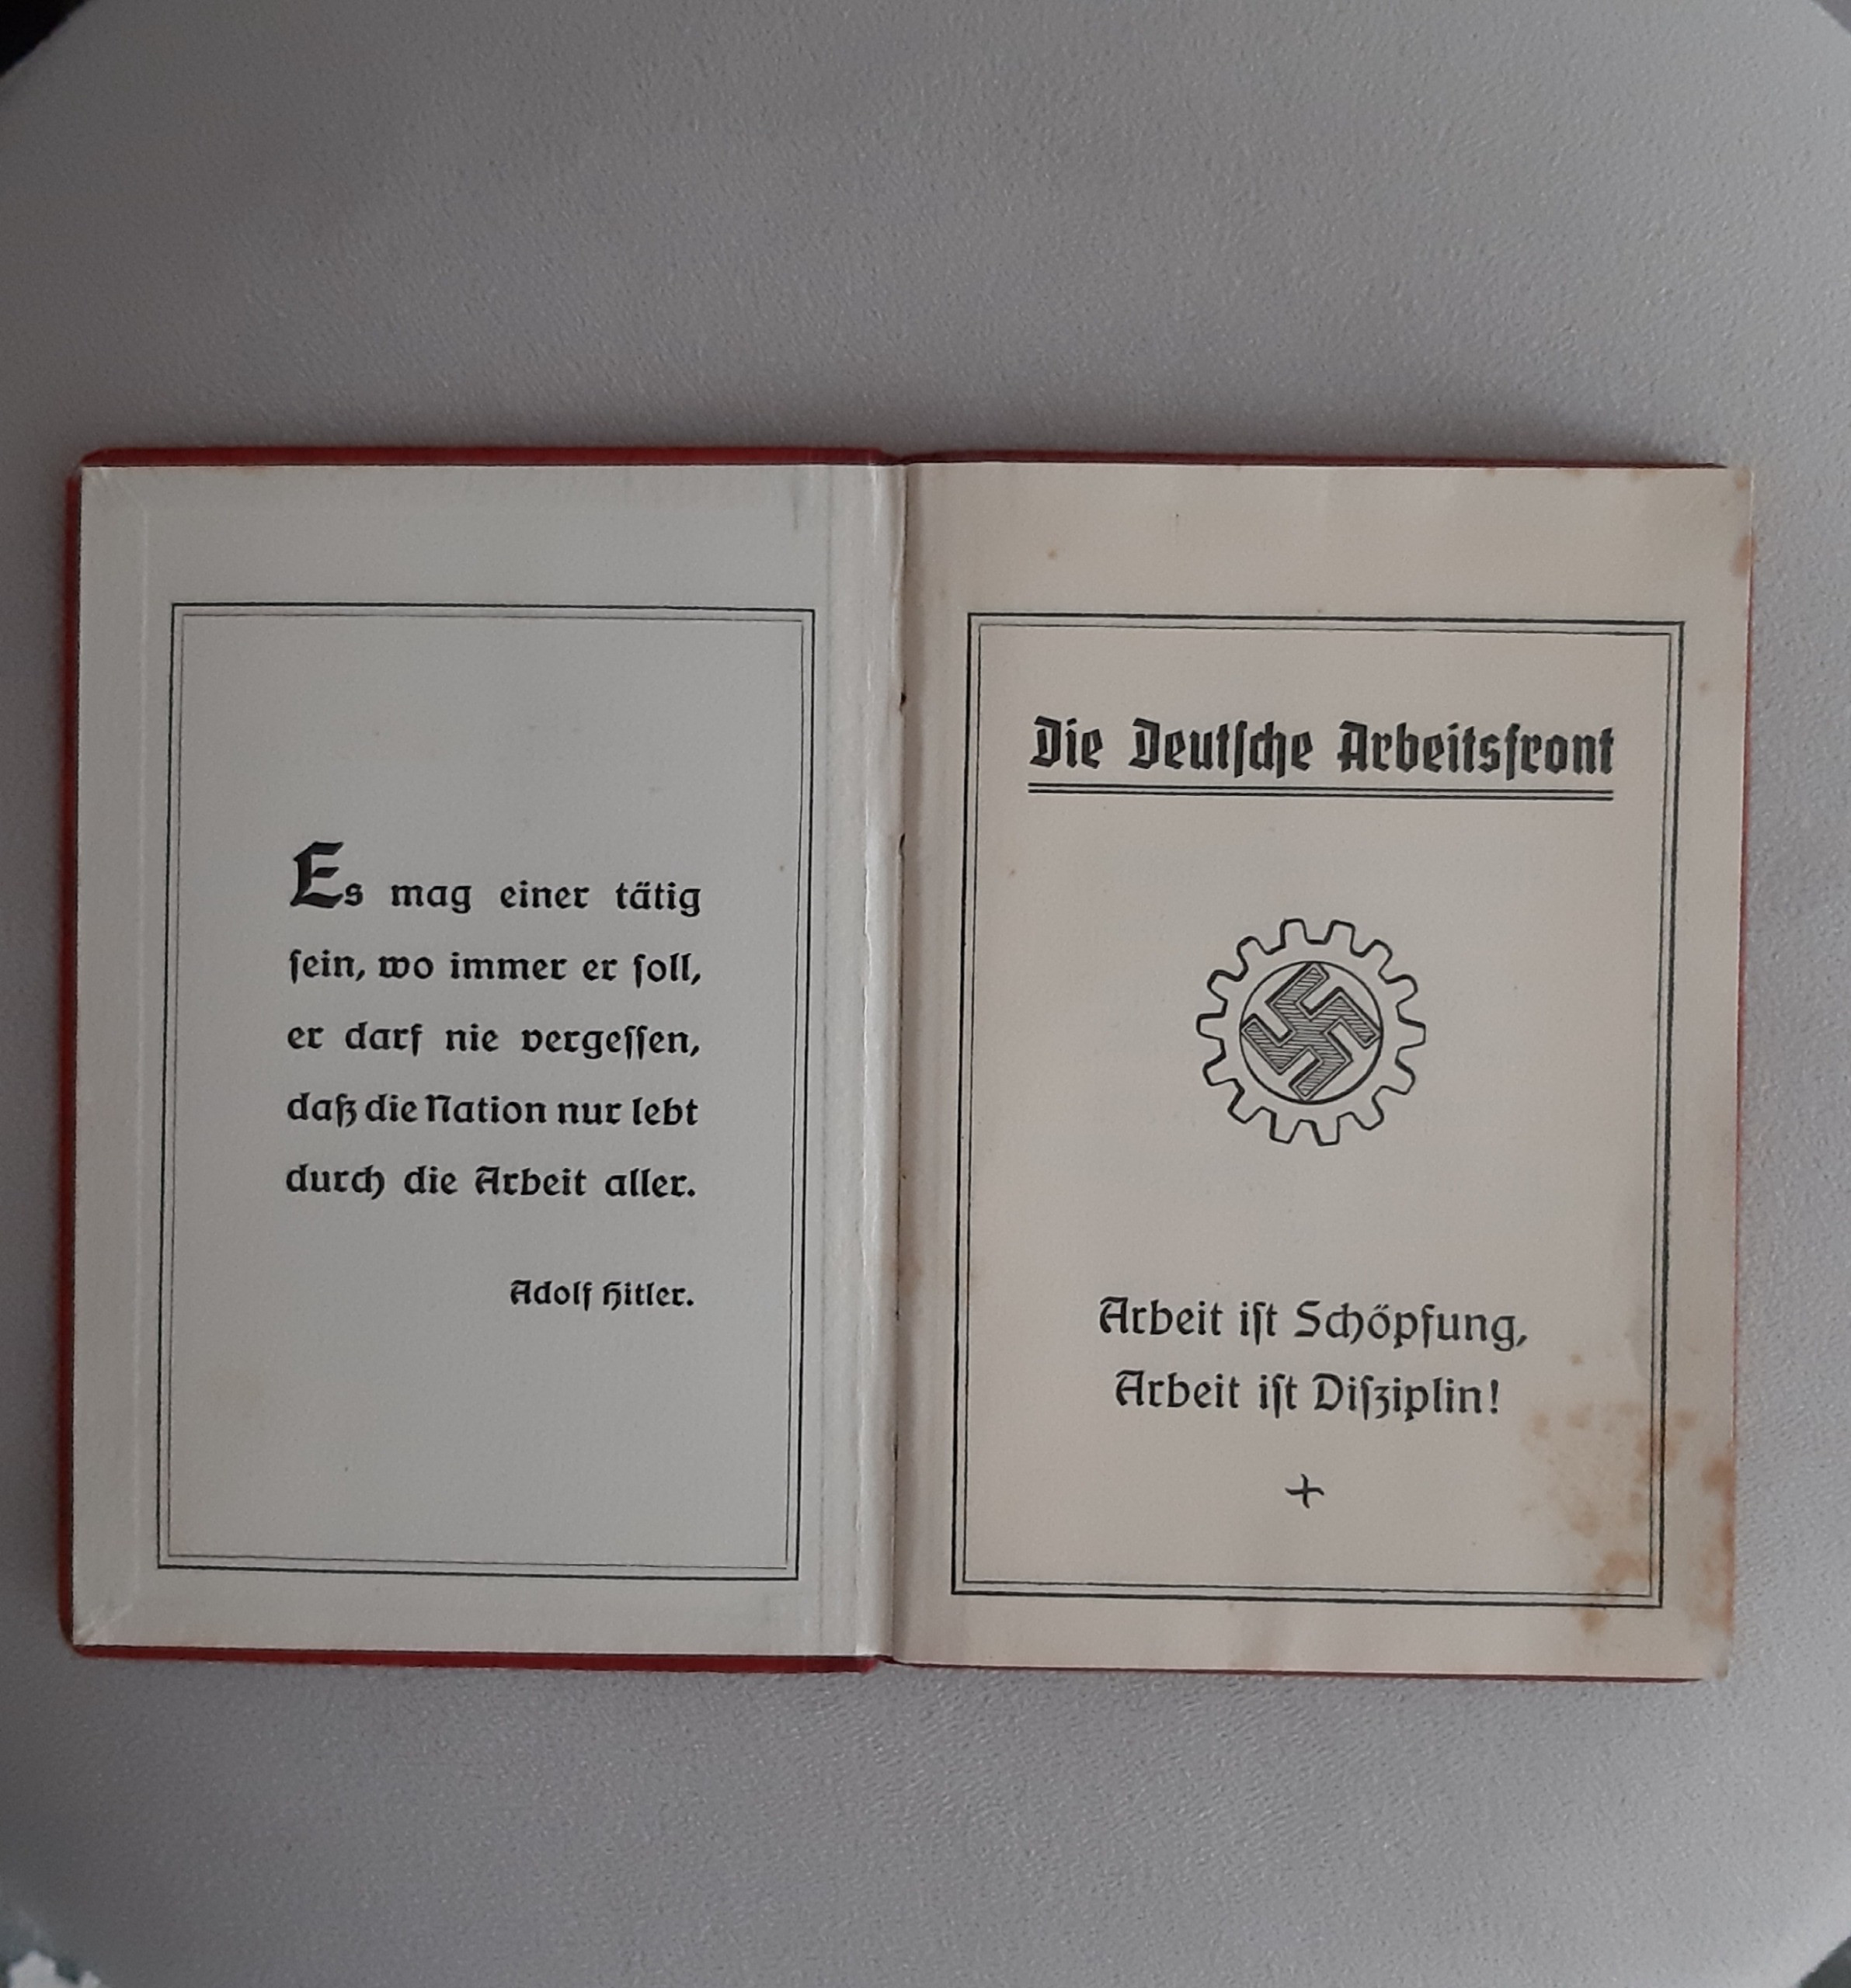 Es mag einer tätig
ſein, wo immer er ſoll,
er darf nie vergeſſen,
daß die Nation nur lebt
durch die Arbeit aller.
Adolf Hitler.
Die Deutſche Arbeitsfront
Arbeit iſt Schöpfung,
Arbeit iſt Diſziplin!